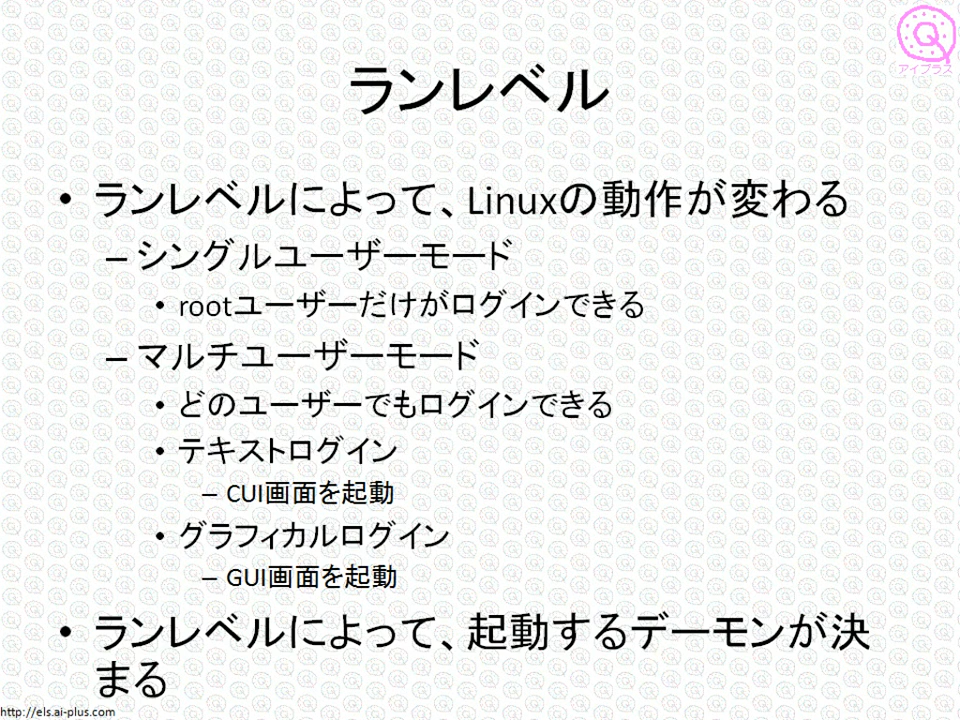 アイプラス
ランレベル
• ランレベルによって、Linuxの動作が変わる
– シングルユーザーモード
• rootユーザーだけがログインできる
– マルチユーザーモード
• どのユーザーでもログインできる
• テキストログイン
– CUI画面を起動
• グラフィカルログイン
– GUI画面を起動
• ランレベルによって、起動するデーモンが決
まる
http://els.ai-plus.com